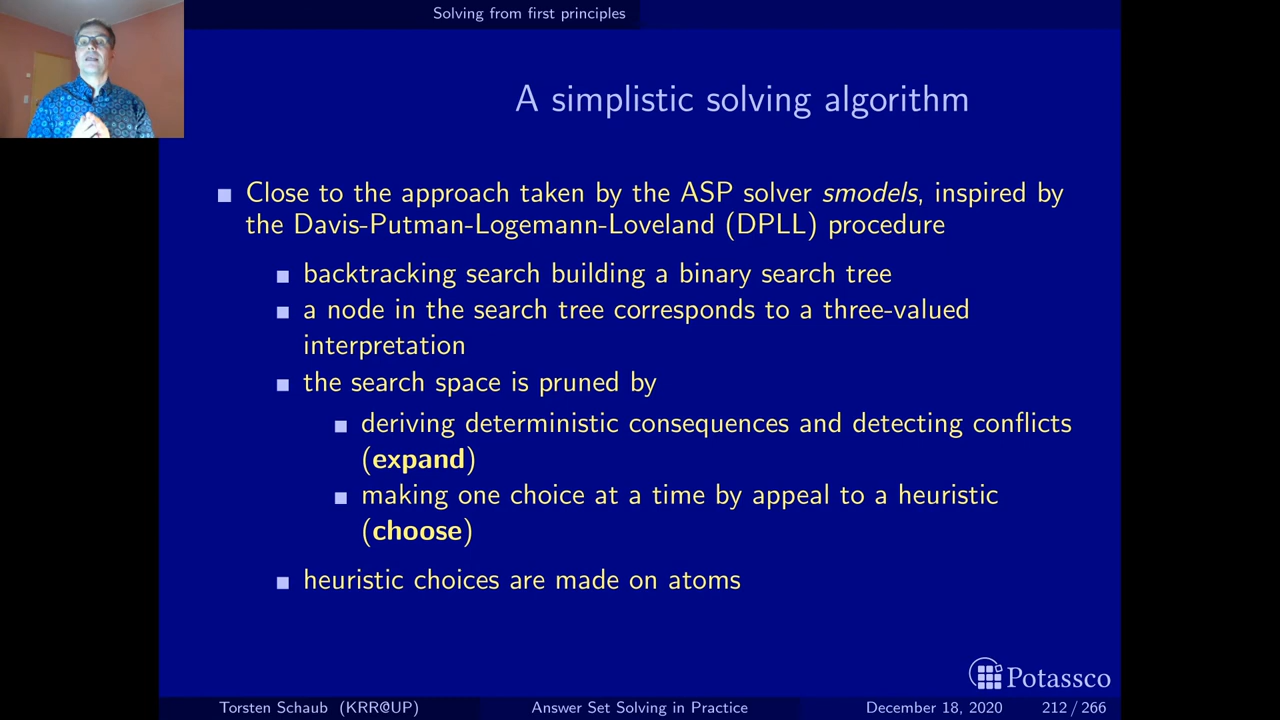 Solving from first principles
A simplistic solving algorithm
Close to the approach taken by the ASP solver smodels, inspired by
the Davis-Putman-Logemann-Loveland (DPLL) procedure
backtracking search building a binary search tree
a node in the search tree corresponds to a three-valued
interpretation
the search space is pruned by
deriving deterministic consequences and detecting conflicts
(expand)
making one choice at a time by appeal to a heuristic
(choose)
heuristic choices are made on atoms
Potassco
Torsten Schaub (KRR@UP) Answer Set Solving in Practice December 18, 2020 212 / 266